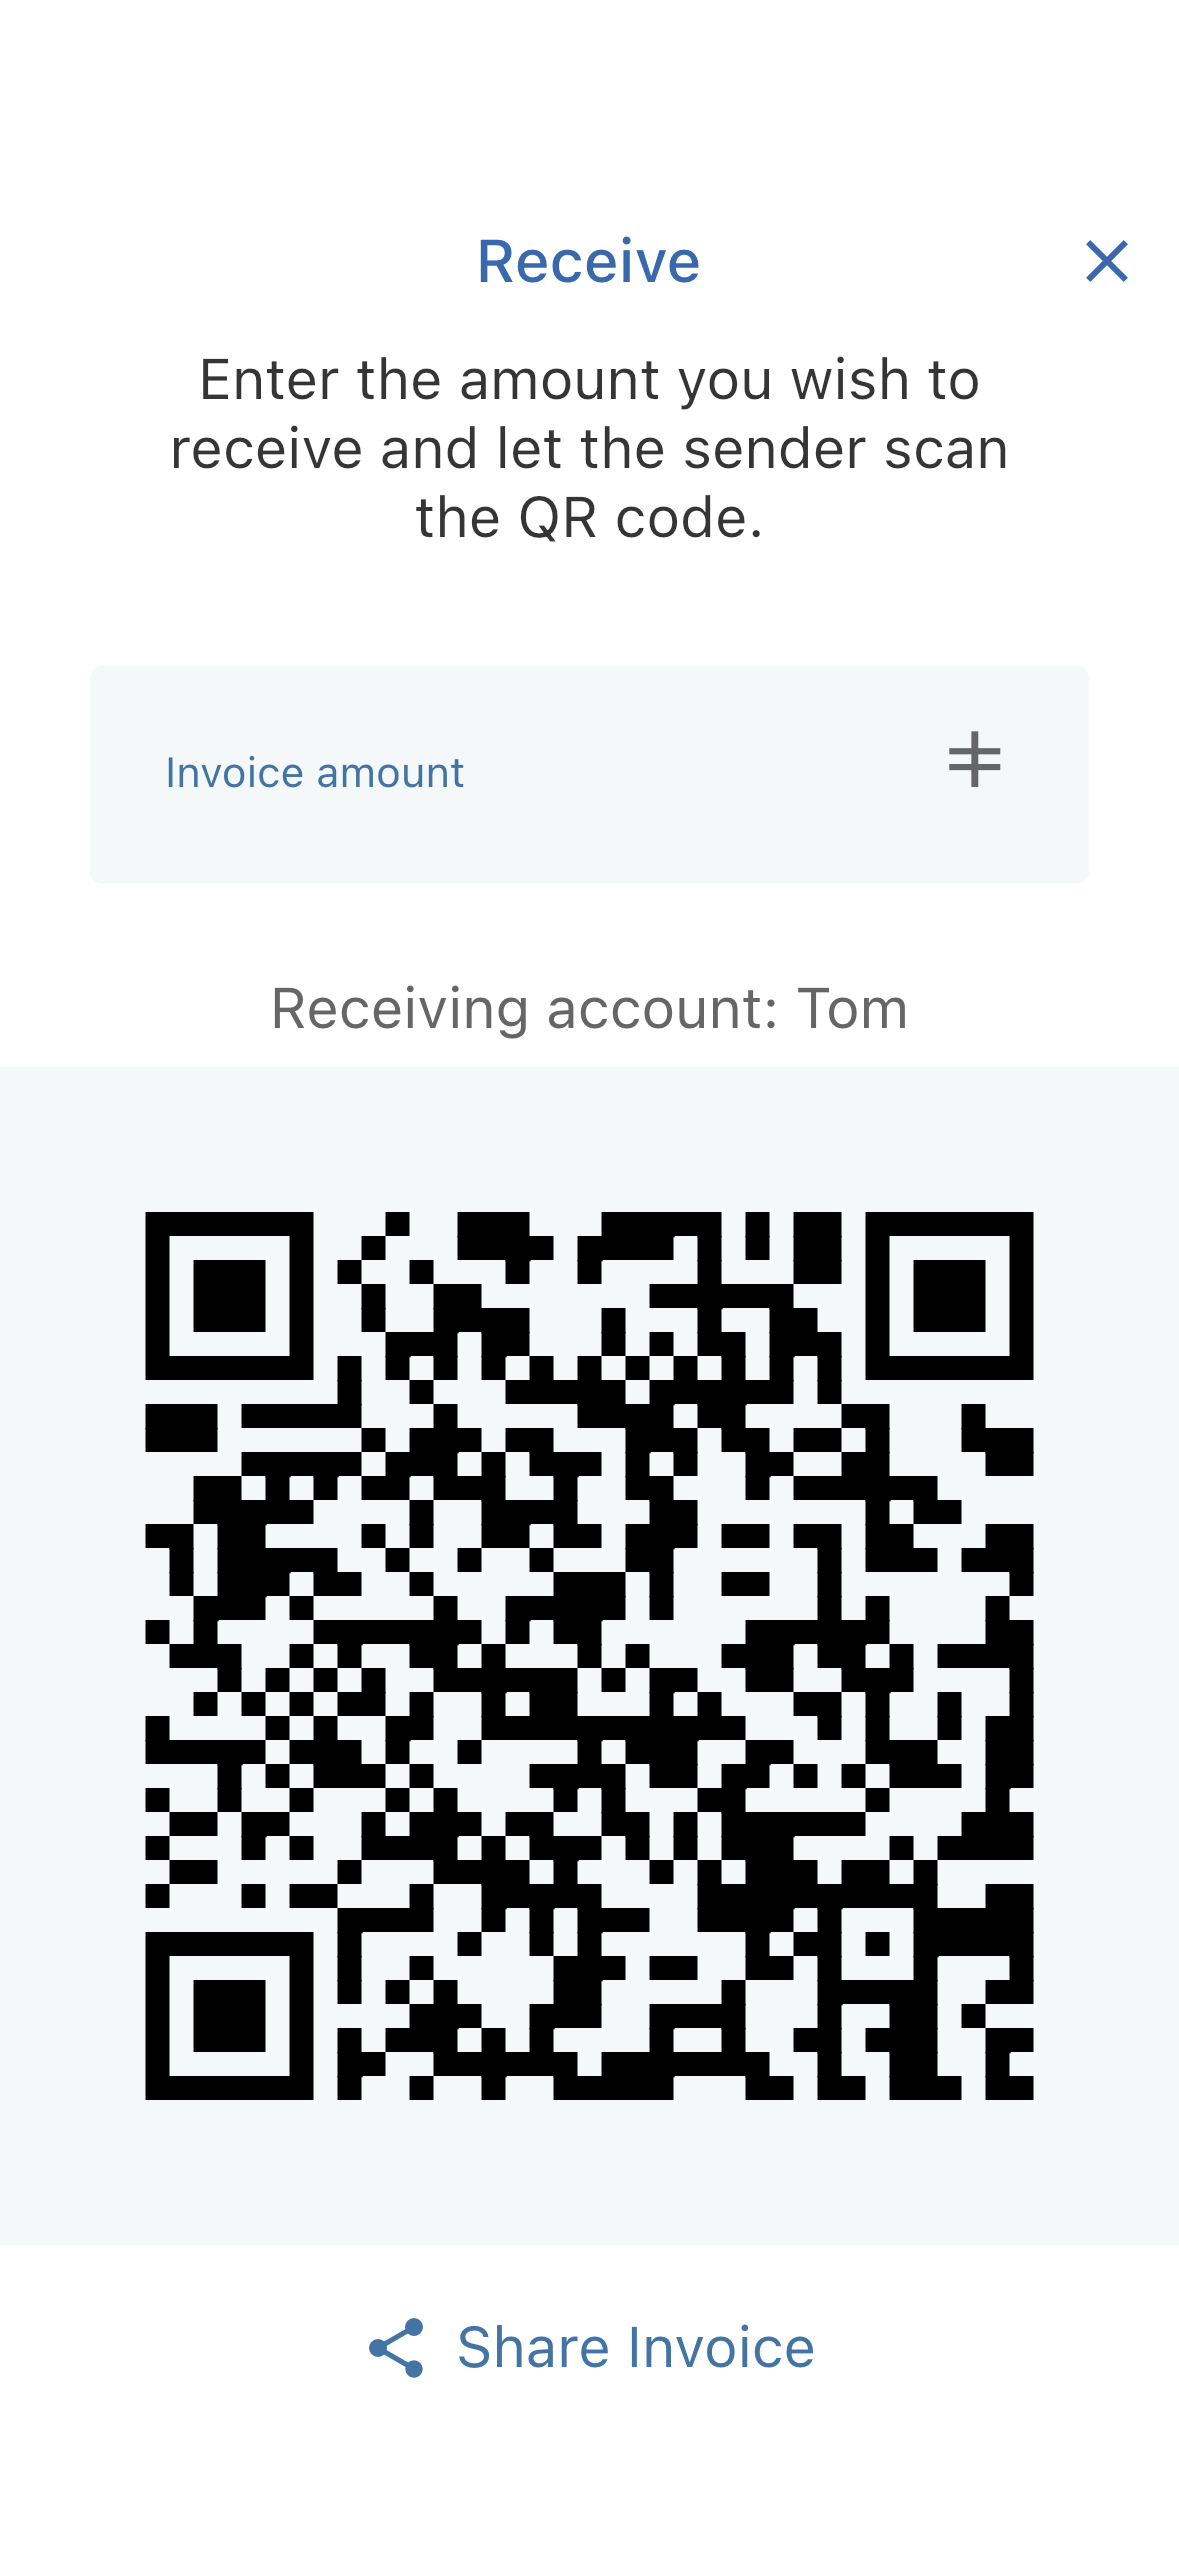 Receive
Enter the amount you wish to
receive and let the sender scan
the QR code.
Invoice amount
Receiving account: Tom
Share Invoice